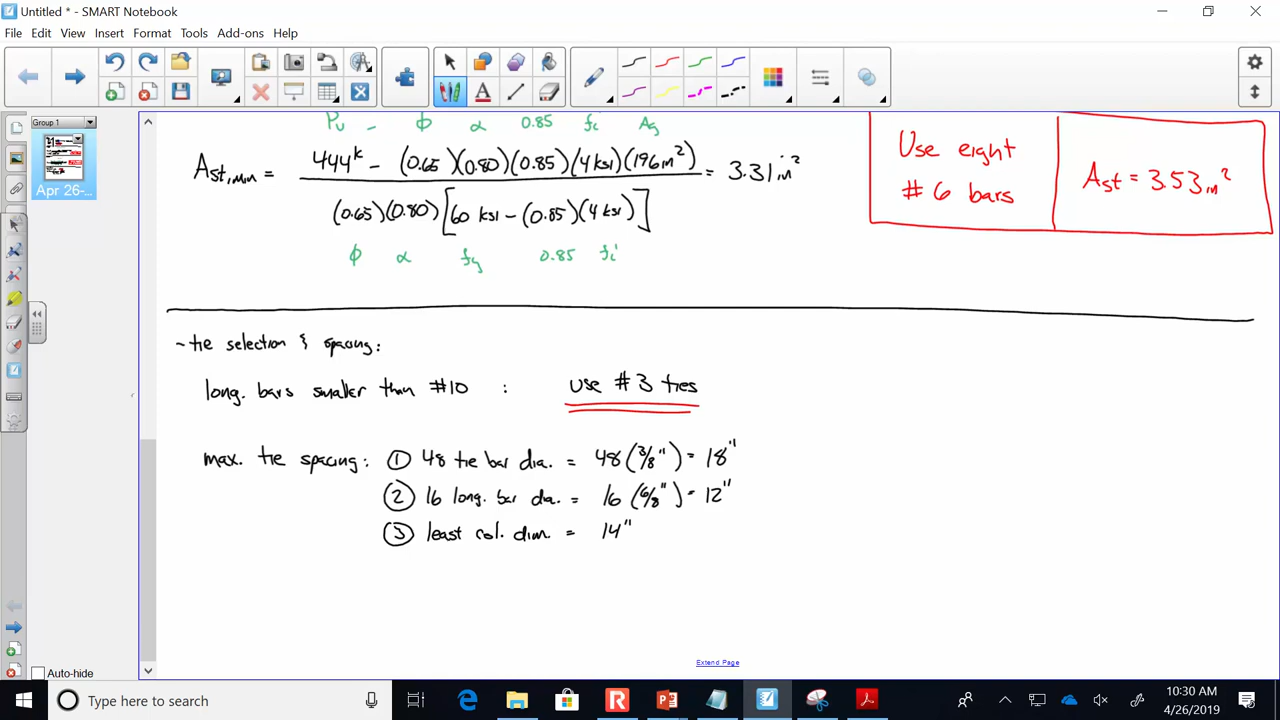 Untitled * - SMART Notebook
File Edit View Insert Format Tools Add-ons Help
Group 1
Apr 26-
Pu - φ α 0.85 f'c Ag
Ast,min = 444k - (0.65)(0.80)(0.85)(4 ksi)(196in²) = 3.31 in²
(0.65)(0.80)[60 ksi - (0.85)(4 ksi)]
φ α fy 0.85 f'c
Use eight
# 6 bars
Ast = 3.53 in²
~ tie selection & spacing:
long. bars smaller than #10 : use #3 ties
max. tie spacing: ① 48 tie bar dia. = 48 (3/8") = 18"
② 16 long. bar dia. = 16 (6/8") = 12"
③ least col. dim. = 14"
Extend Page
Auto-hide
Type here to search
10:30 AM
4/26/2019